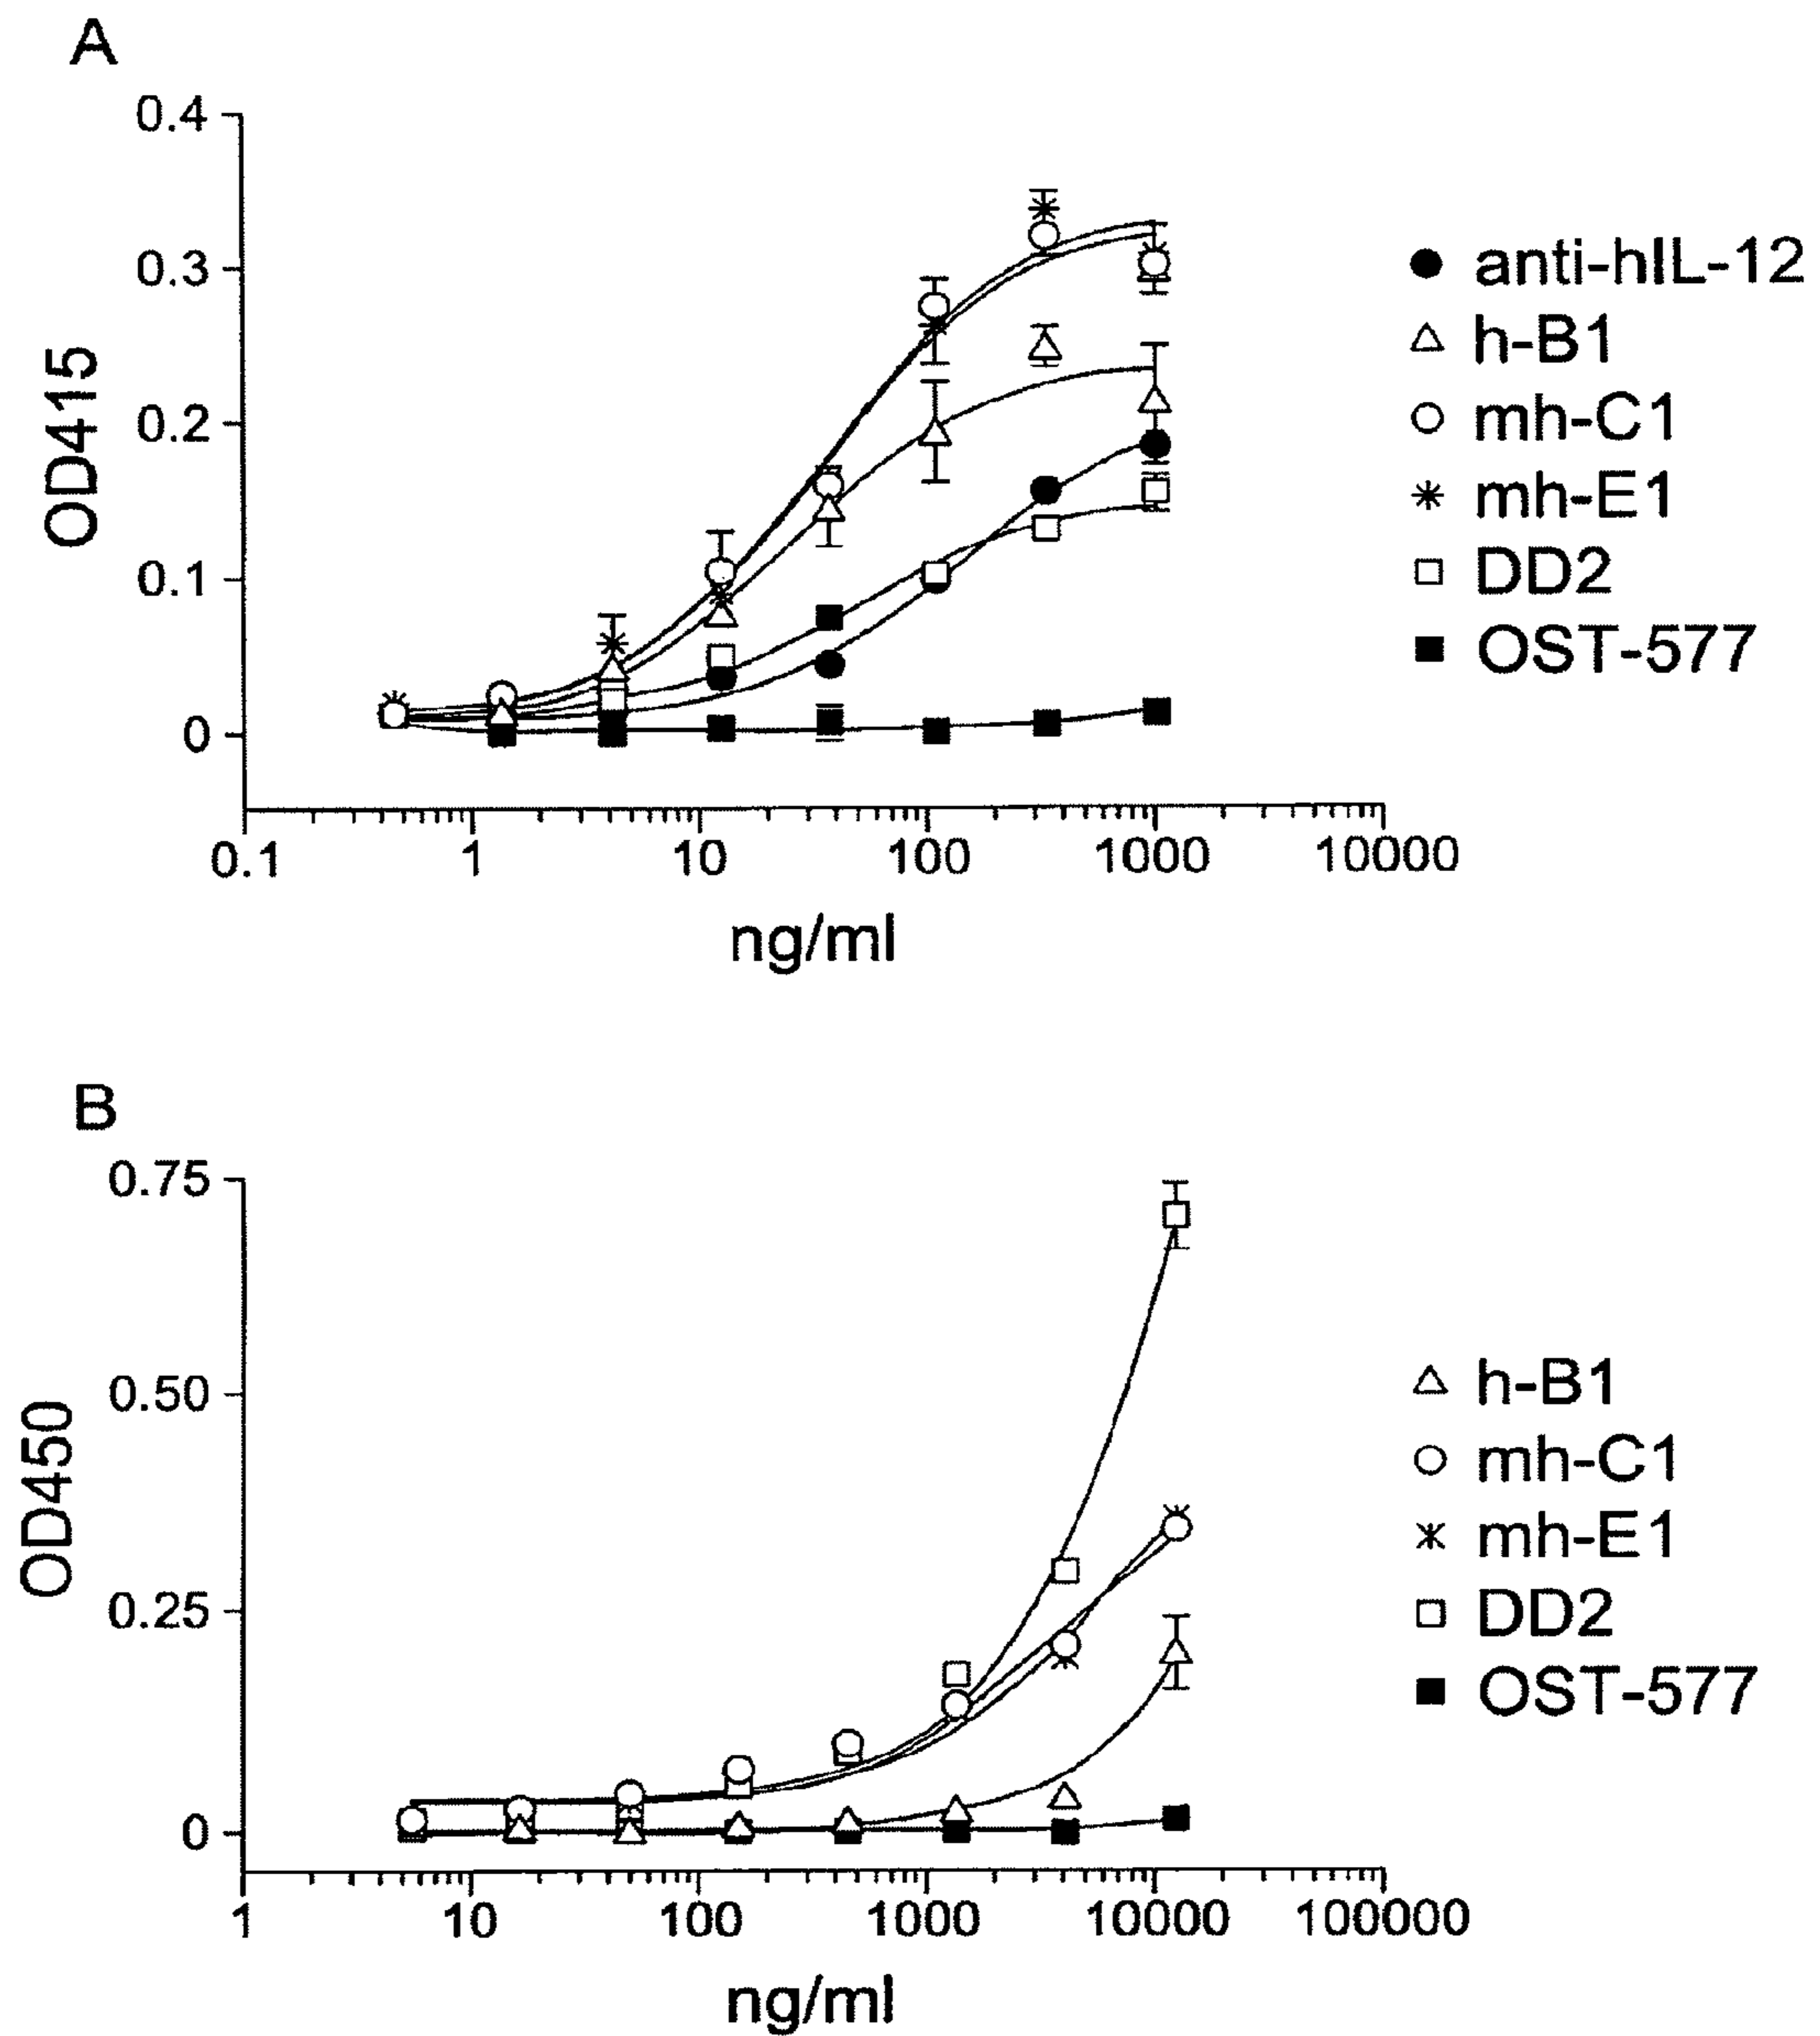 A
0.4
0.3
0.2
0.1
0
OD415
0.1 1 10 100 1000 10000
ng/ml
anti-hIL-12
h-B1
mh-C1
mh-E1
DD2
OST-577
B
0.75
0.50
0.25
0
OD450
1 10 100 1000 10000 100000
ng/ml
h-B1
mh-C1
mh-E1
DD2
OST-577